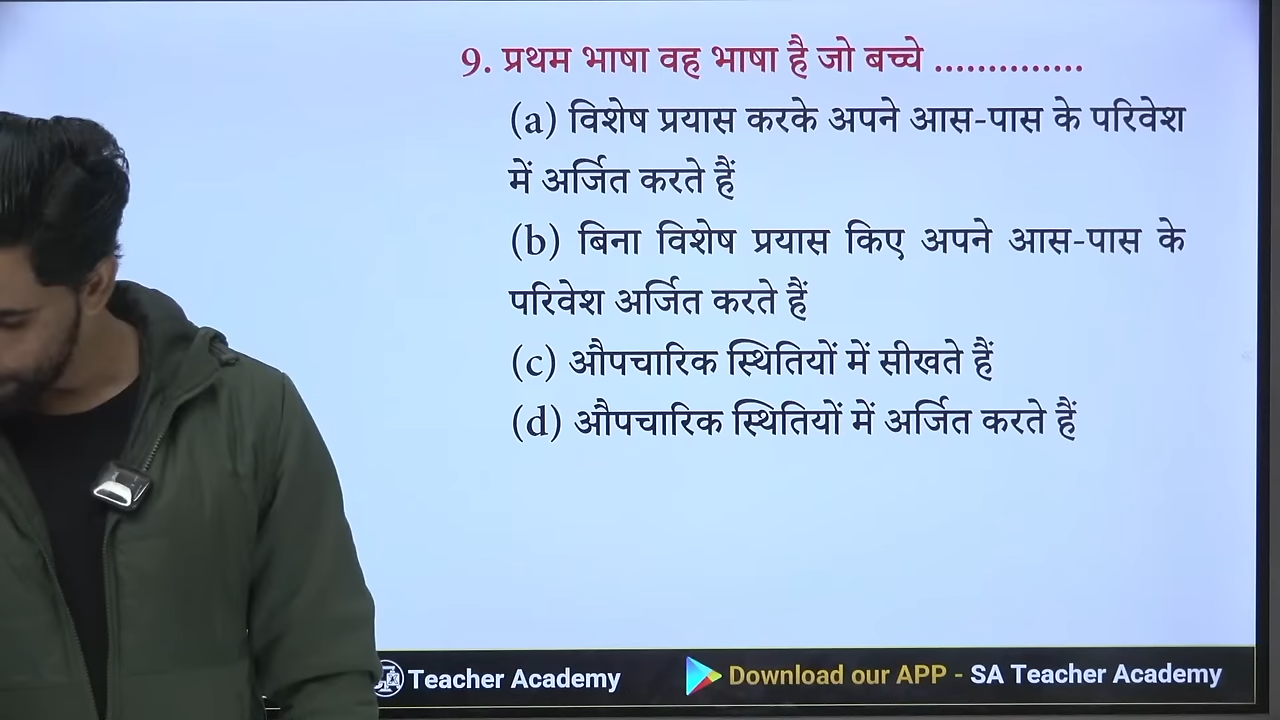 9. प्रथम भाषा वह भाषा है जो बच्चे ..............
(a) विशेष प्रयास करके अपने आस-पास के परिवेश
में अर्जित करते हैं
(b) बिना विशेष प्रयास किए अपने आस-पास के
परिवेश अर्जित करते हैं
(c) औपचारिक स्थितियों में सीखते हैं
(d) औपचारिक स्थितियों में अर्जित करते हैं
Teacher Academy Download our APP - SA Teacher Academy